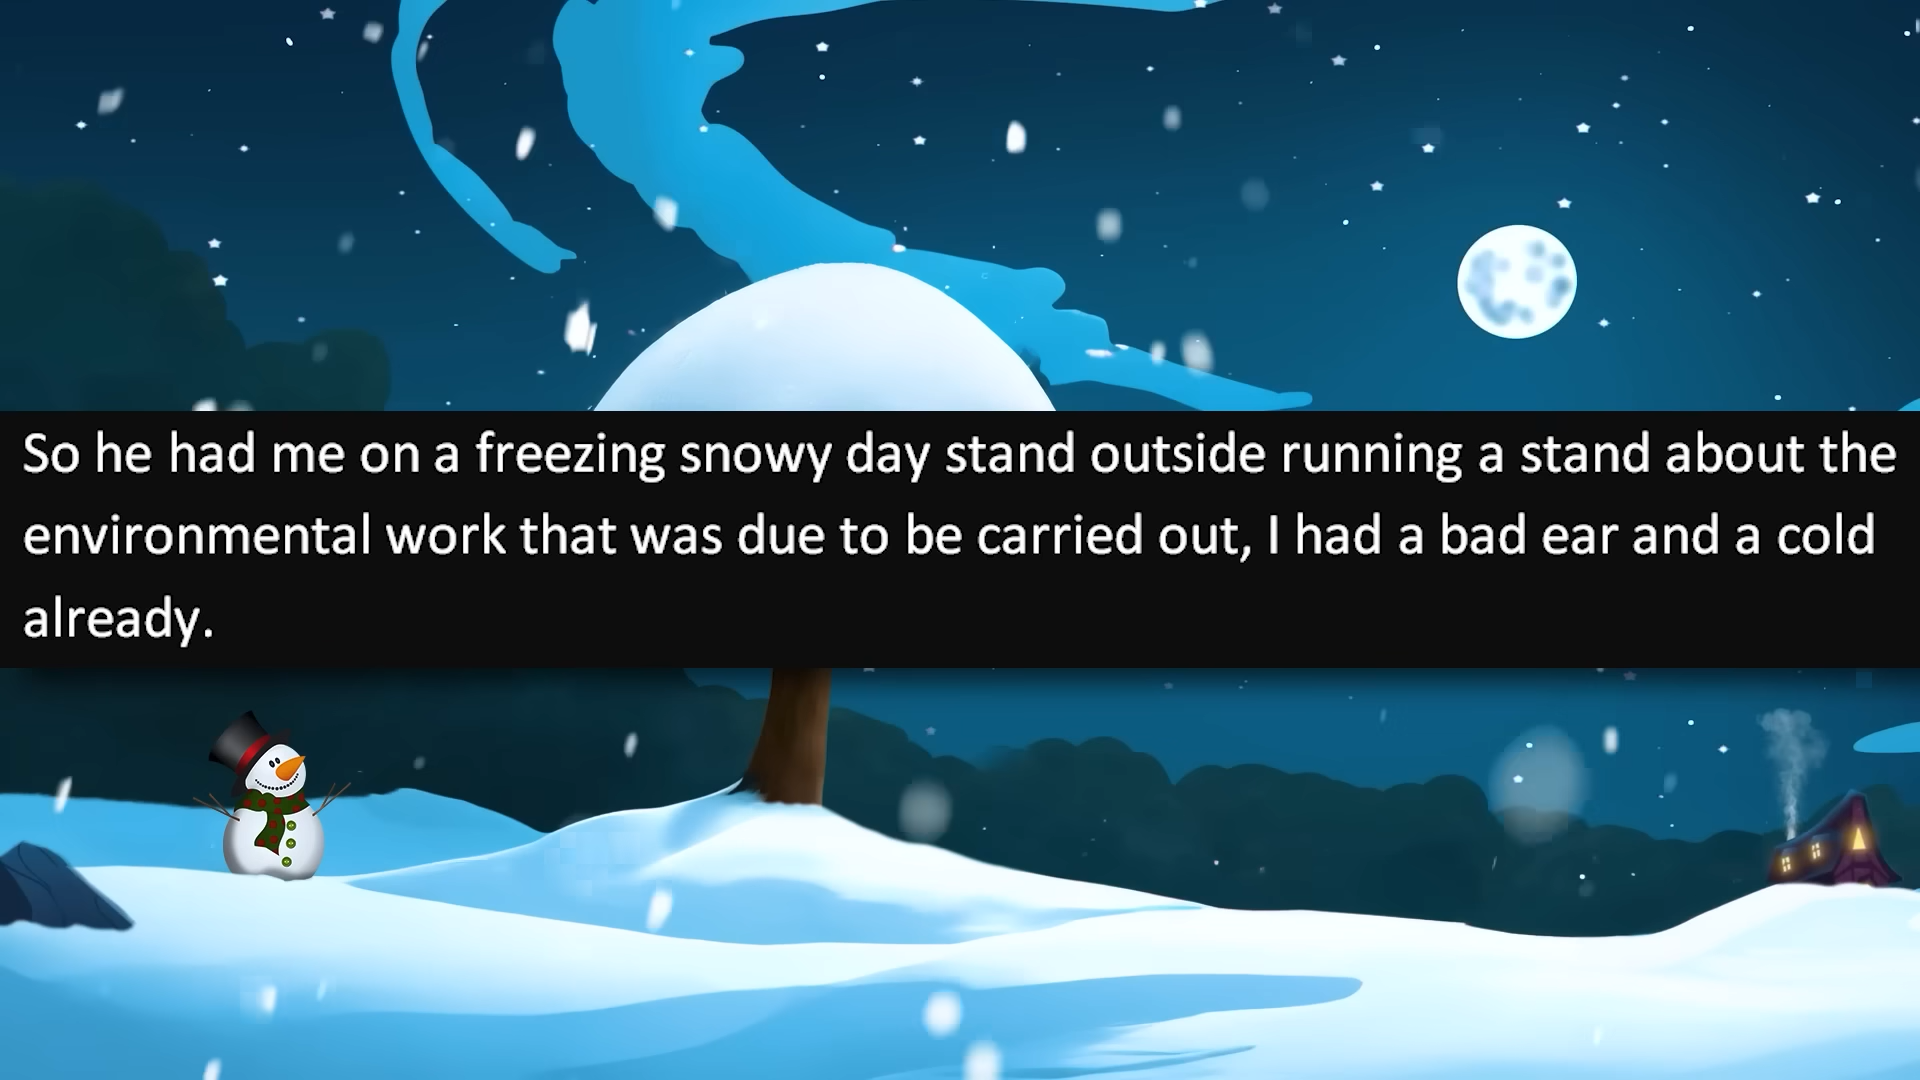 So he had me on a freezing snowy day stand outside running a stand about the
environmental work that was due to be carried out, I had a bad ear and a cold
already.